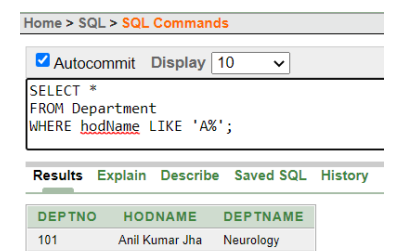 Home > SQL > SQL Commands
Autocommit Display 10
SELECT *
FROM Department
WHERE hodName LIKE 'A%';
Results Explain Describe Saved SQL History
DEPTNO HODNAME DEPTNAME
101 Anil Kumar Jha Neurology